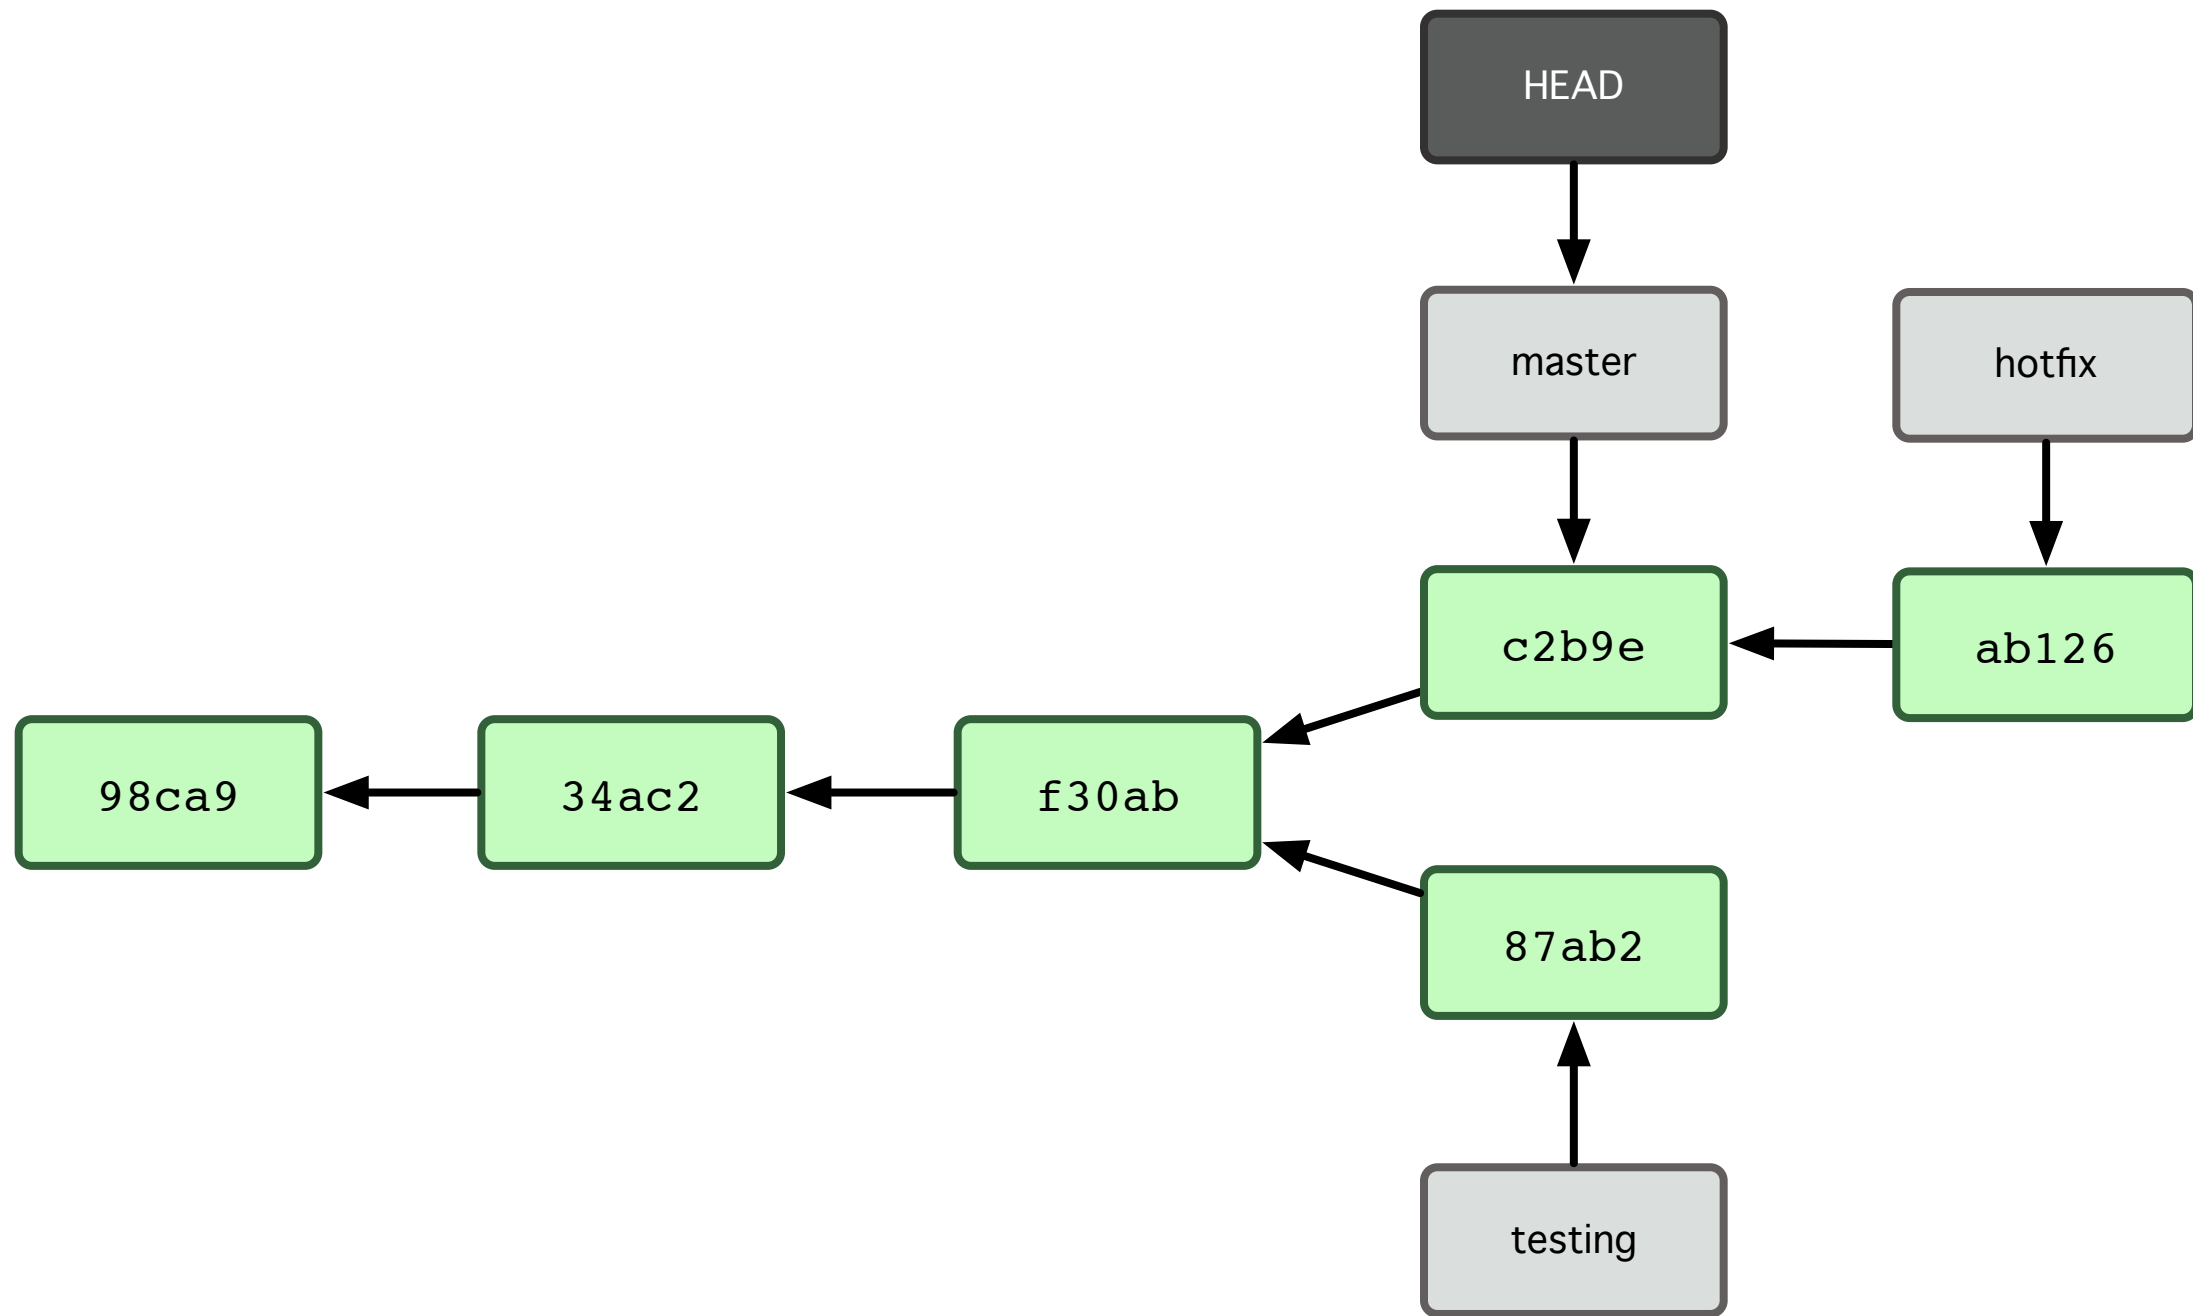 HEAD
master
hotfix
c2b9e
ab126
98ca9
34ac2
f30ab
87ab2
testing